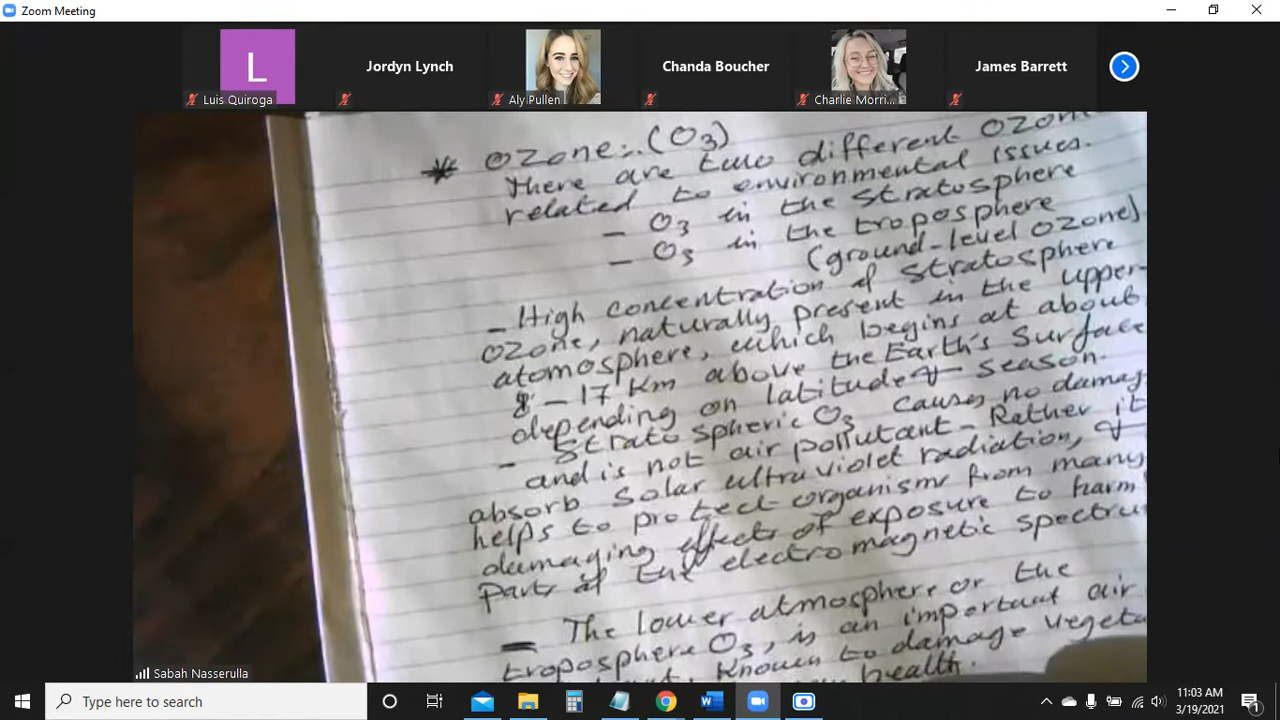 Zoom Meeting
L
Luis Quiroga
Jordyn Lynch
Aly Pullen
Chanda Boucher
Charlie Morri...
James Barrett
* Ozone:. (O3)
There are two different Ozon
related to environmental issues.
- O3 in the stratosphere
- O3 in the troposphere
(ground-level Ozone).
- High concentration of stratosphere
Ozone, naturally present in the upper
atomosphere, which begins at about
8 - 17 Km above the Earth's Surface
depending on latitude & season.
- Stratospheric O3 causes no damag
and is not air pollutant - Rather it
absorb solar ultraviolet radiation, &
helps to protect organisms from many
damaging effects of exposure to harm
parts of the electromagnetic spectru
- The lower atmosphere or the
troposphere O3, is an important air
known to damage vegeta
health.
Sabah Nasserulla
Type here to search
11:03 AM
3/19/2021
1